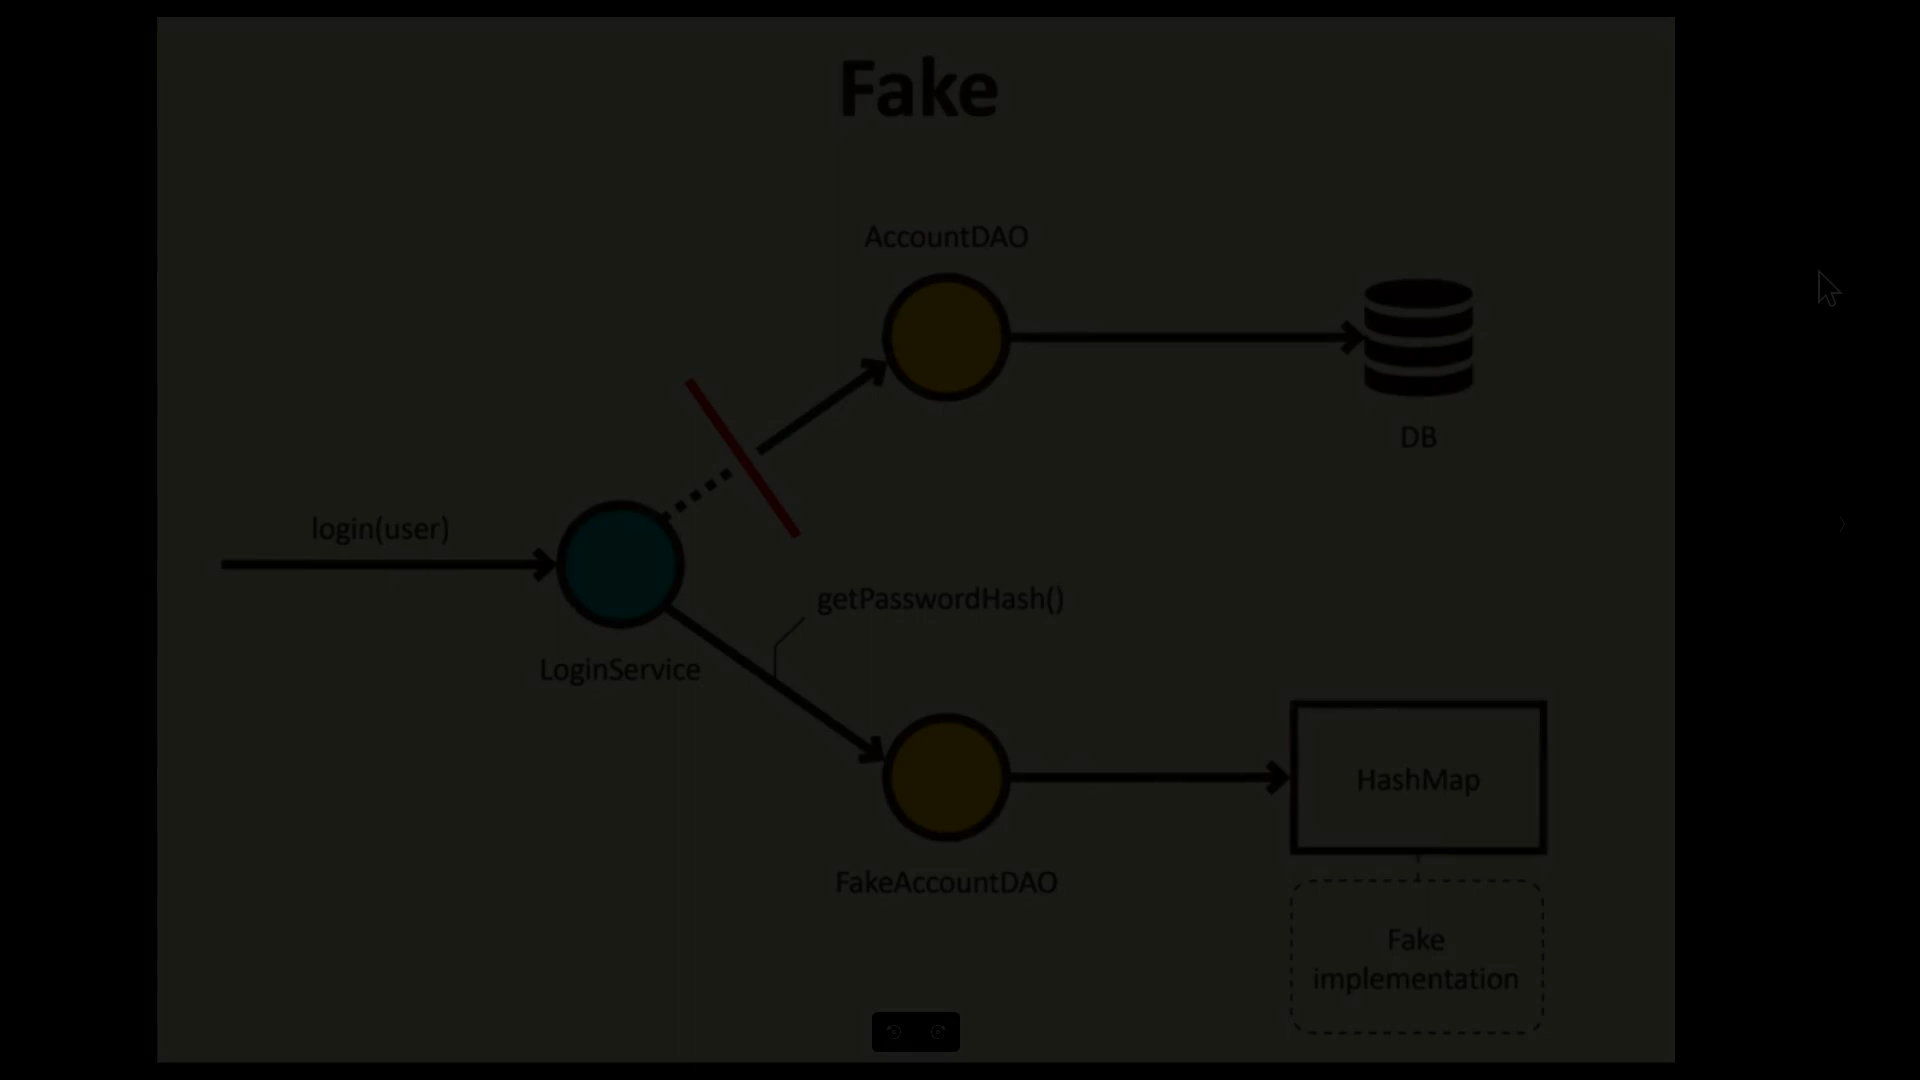 Fake
AccountDAO
DB
login(user)
getPasswordHash()
LoginService
HashMap
FakeAccountDAO
Fake
implementation